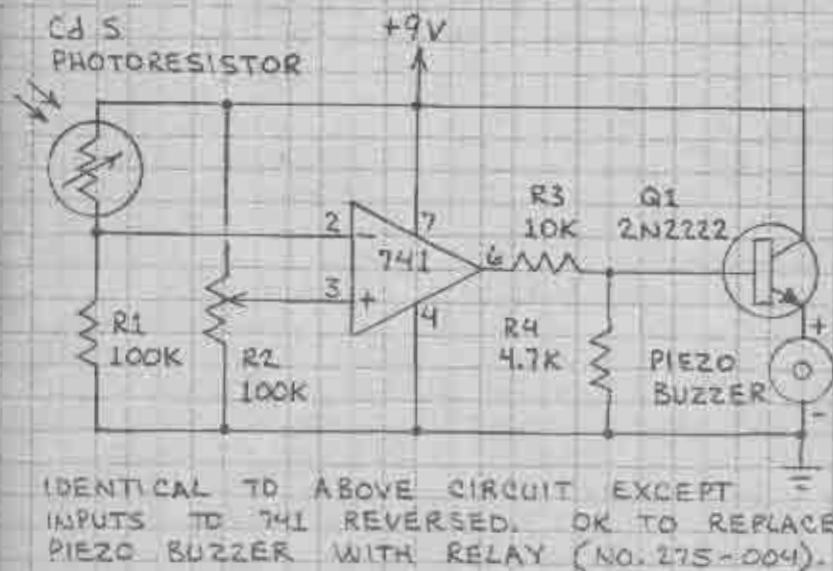 Cd S
PHOTORESISTOR
+9V
R3
10K
Q1
2N2222
2
7
-
741
6
3
+
4
R1
100K
R2
100K
R4
4.7K
+
PIEZO
BUZZER
-
IDENTICAL TO ABOVE CIRCUIT EXCEPT
INPUTS TO 741 REVERSED. OK TO REPLACE
PIEZO BUZZER WITH RELAY (NO. 275-004).